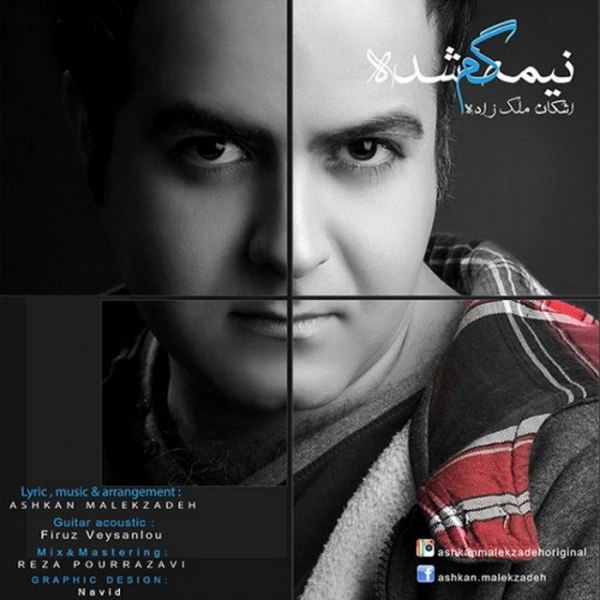 نیمه گم شده
اشکان ملک زاده
Lyric , music & arrangement :
ASHKAN MALEKZADEH
Guitar acoustic :
Firuz Veysanlou
Mix&Mastering:
REZA POURRAZAVI
GRAPHIC DESIGN:
Navid
ashkanmalekzadehoriginal
ashkan.malekzadeh